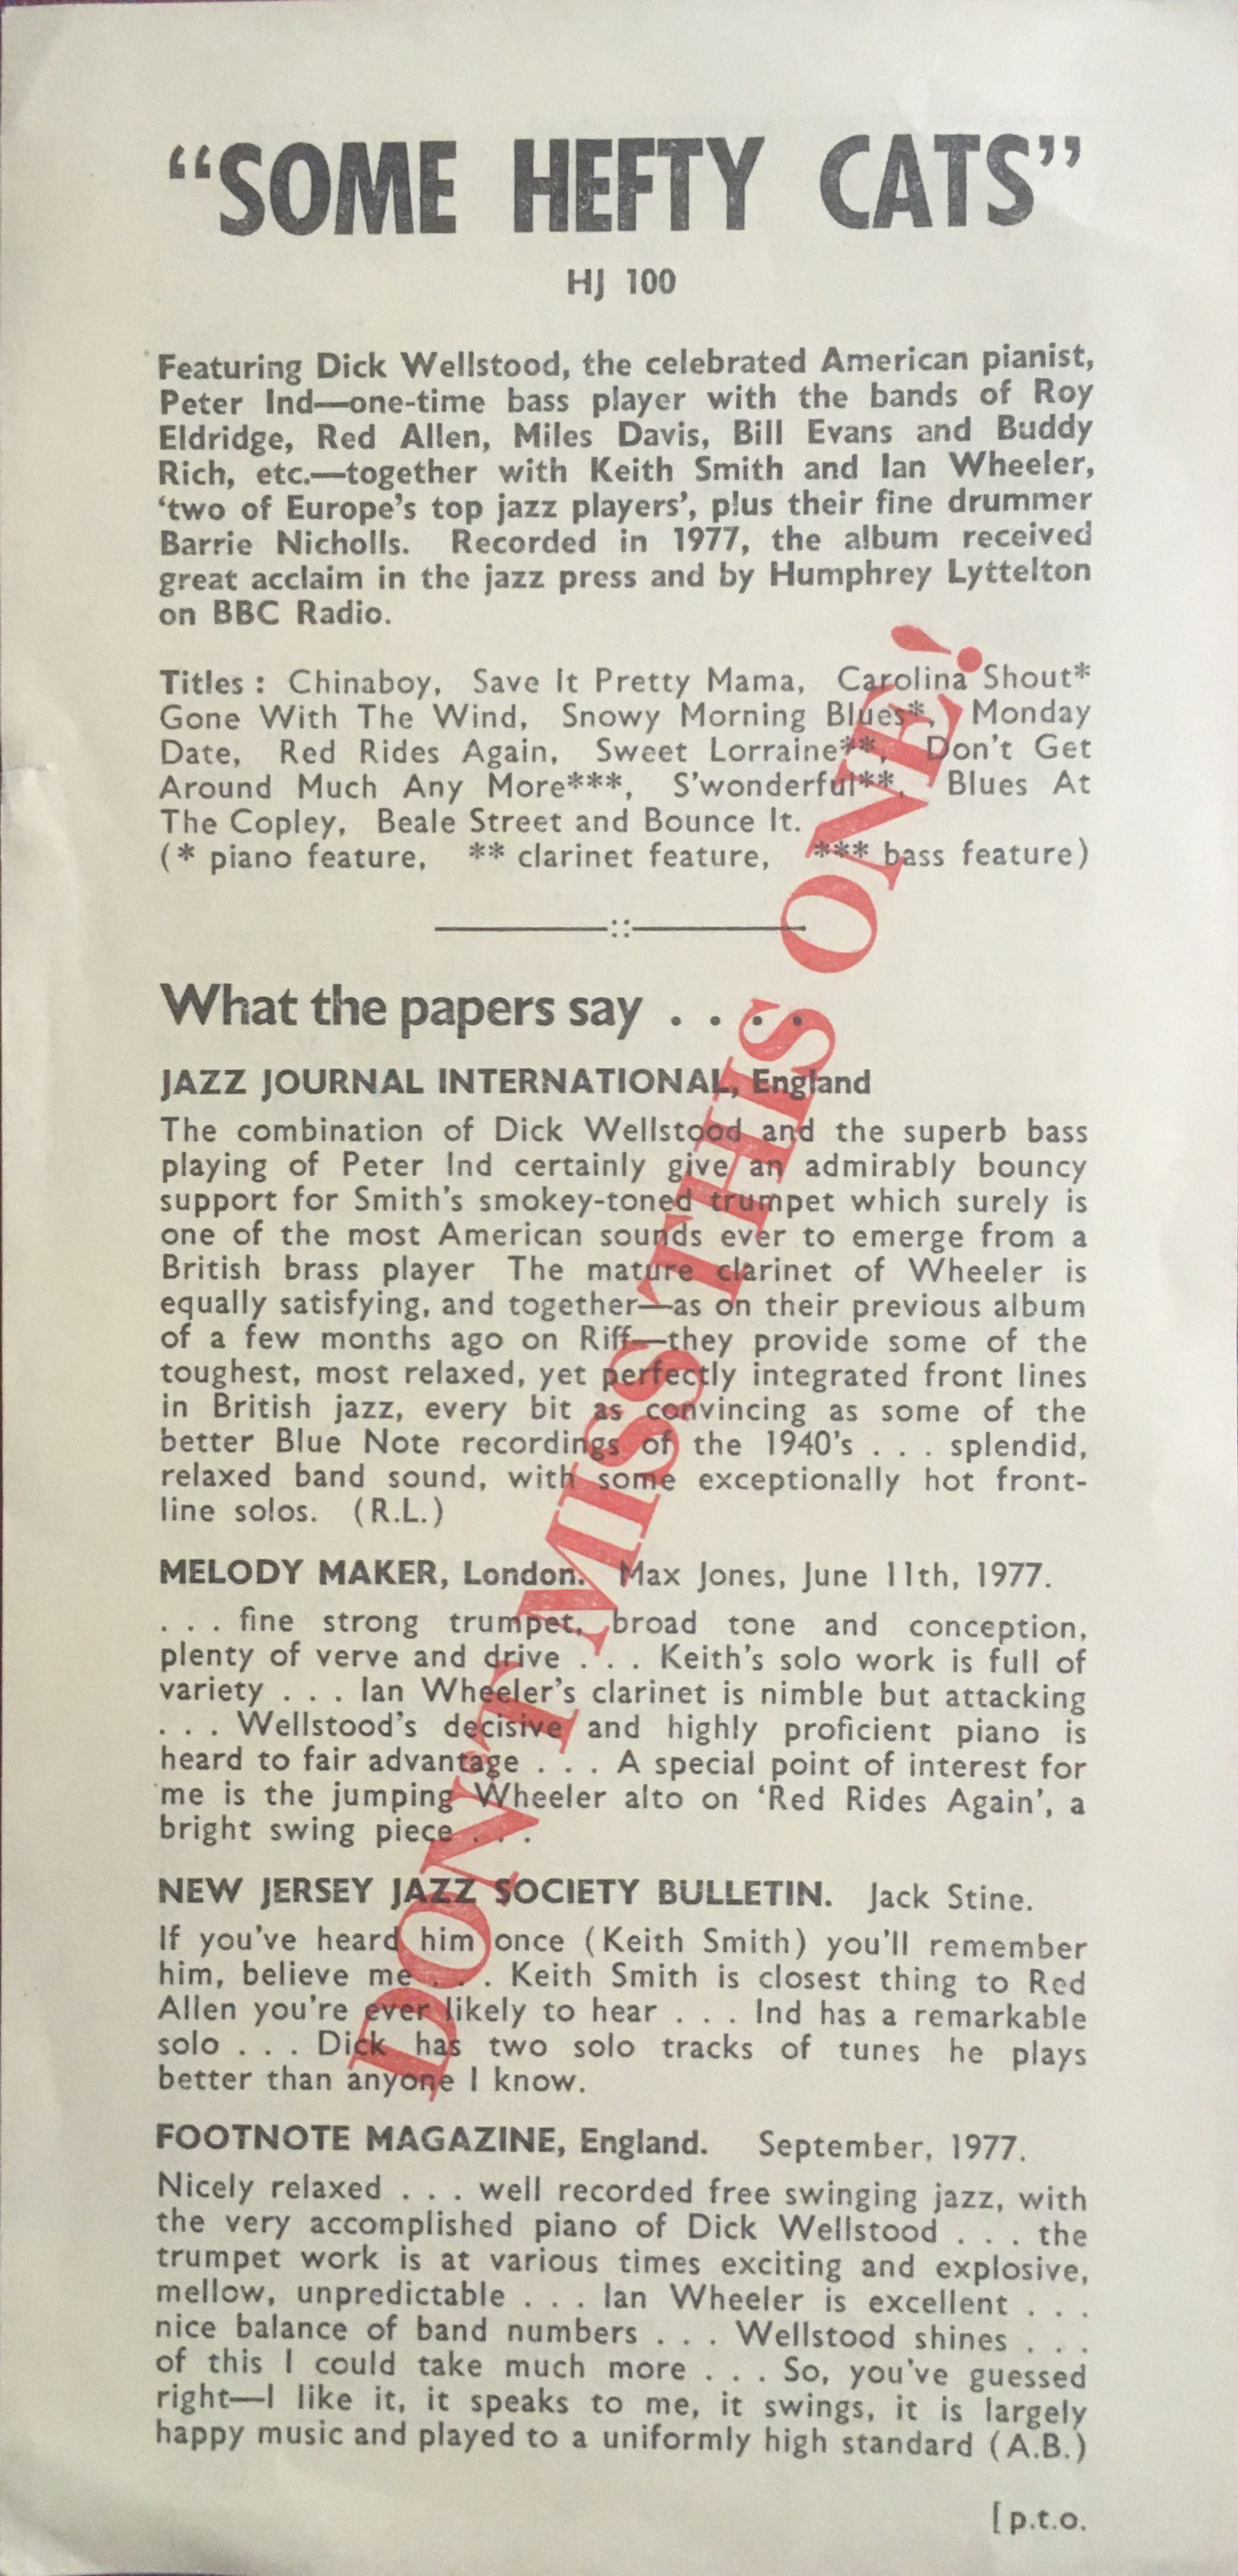 “SOME HEFTY CATS”
HJ 100
Featuring Dick Wellstood, the celebrated American pianist,
Peter Ind—one-time bass player with the bands of Roy
Eldridge, Red Allen, Miles Davis, Bill Evans and Buddy
Rich, etc.—together with Keith Smith and Ian Wheeler,
‘two of Europe’s top jazz players’, plus their fine drummer
Barrie Nicholls. Recorded in 1977, the album received
great acclaim in the jazz press and by Humphrey Lyttelton
on BBC Radio.
Titles : Chinaboy, Save It Pretty Mama, Carolina Shout*
Gone With The Wind, Snowy Morning Blues*, Monday
Date, Red Rides Again, Sweet Lorraine**, Don’t Get
Around Much Any More***, S’wonderful**, Blues At
The Copley, Beale Street and Bounce It.
(* piano feature, ** clarinet feature, *** bass feature)
What the papers say . . . .
JAZZ JOURNAL INTERNATIONAL, England
The combination of Dick Wellstood and the superb bass
playing of Peter Ind certainly give an admirably bouncy
support for Smith’s smokey-toned trumpet which surely is
one of the most American sounds ever to emerge from a
British brass player The mature clarinet of Wheeler is
equally satisfying, and together—as on their previous album
of a few months ago on Riff—they provide some of the
toughest, most relaxed, yet perfectly integrated front lines
in British jazz, every bit as convincing as some of the
better Blue Note recordings of the 1940’s . . . splendid,
relaxed band sound, with some exceptionally hot front-
line solos. (R.L.)
MELODY MAKER, London. Max Jones, June 11th, 1977.
. . . fine strong trumpet, broad tone and conception,
plenty of verve and drive . . . Keith’s solo work is full of
variety . . . Ian Wheeler’s clarinet is nimble but attacking
. . . Wellstood’s decisive and highly proficient piano is
heard to fair advantage . . . A special point of interest for
me is the jumping Wheeler alto on ‘Red Rides Again’, a
bright swing piece . . .
NEW JERSEY JAZZ SOCIETY BULLETIN. Jack Stine.
If you’ve heard him once (Keith Smith) you’ll remember
him, believe me . . . Keith Smith is closest thing to Red
Allen you’re ever likely to hear . . . Ind has a remarkable
solo . . . Dick has two solo tracks of tunes he plays
better than anyone I know.
FOOTNOTE MAGAZINE, England. September, 1977.
Nicely relaxed . . . well recorded free swinging jazz, with
the very accomplished piano of Dick Wellstood . . . the
trumpet work is at various times exciting and explosive,
mellow, unpredictable . . . Ian Wheeler is excellent . . .
nice balance of band numbers . . . Wellstood shines . . .
of this I could take much more . . . So, you’ve guessed
right—I like it, it speaks to me, it swings, it is largely
happy music and played to a uniformly high standard (A.B.)
[p.t.o.
DON’T MISS THIS ONE!